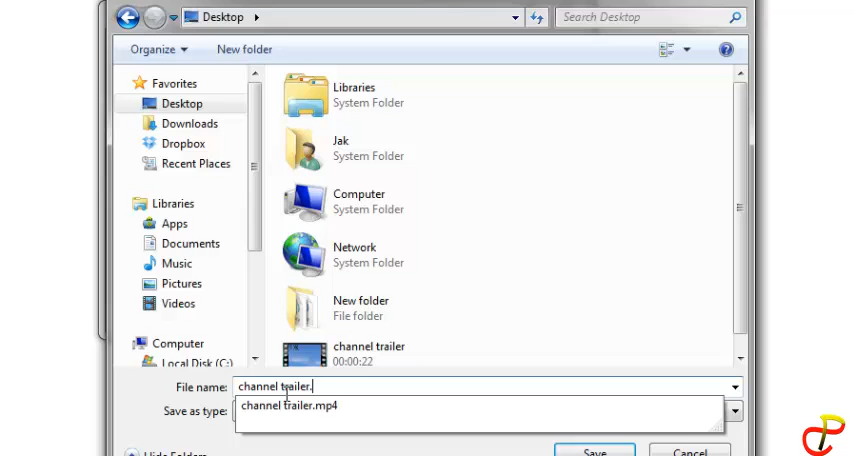 Desktop
Search Desktop
Organize
New folder
Favorites
Desktop
Downloads
Dropbox
Recent Places
Libraries
Apps
Documents
Music
Pictures
Videos
Computer
Local Disk (C:)
Libraries
System Folder
Jak
System Folder
Computer
System Folder
Network
System Folder
New folder
File folder
channel trailer
00:00:22
File name: channel trailer.
Save as type:
channel trailer.mp4
Hide Folders
Save
Cancel